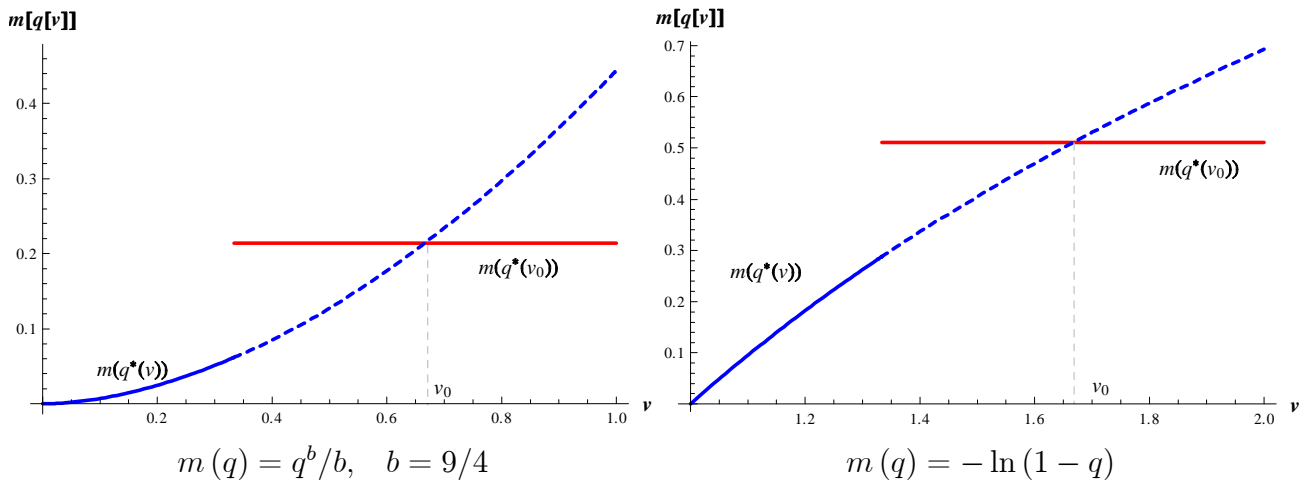 m[q[v]]
0.4
0.2
0.1
m(q*(v))
m(q*(v₀))
v₀
0.2 0.4 0.6 0.8 1.0
v
m (q) = q^b/b, b = 9/4
m[q[v]]
0.7
0.6
0.5
0.4
0.3
0.2
0.1
m(q*(v₀))
m(q*(v))
v₀
1.2 1.4 1.6 1.8 2.0
v
m (q) = − ln (1 − q)